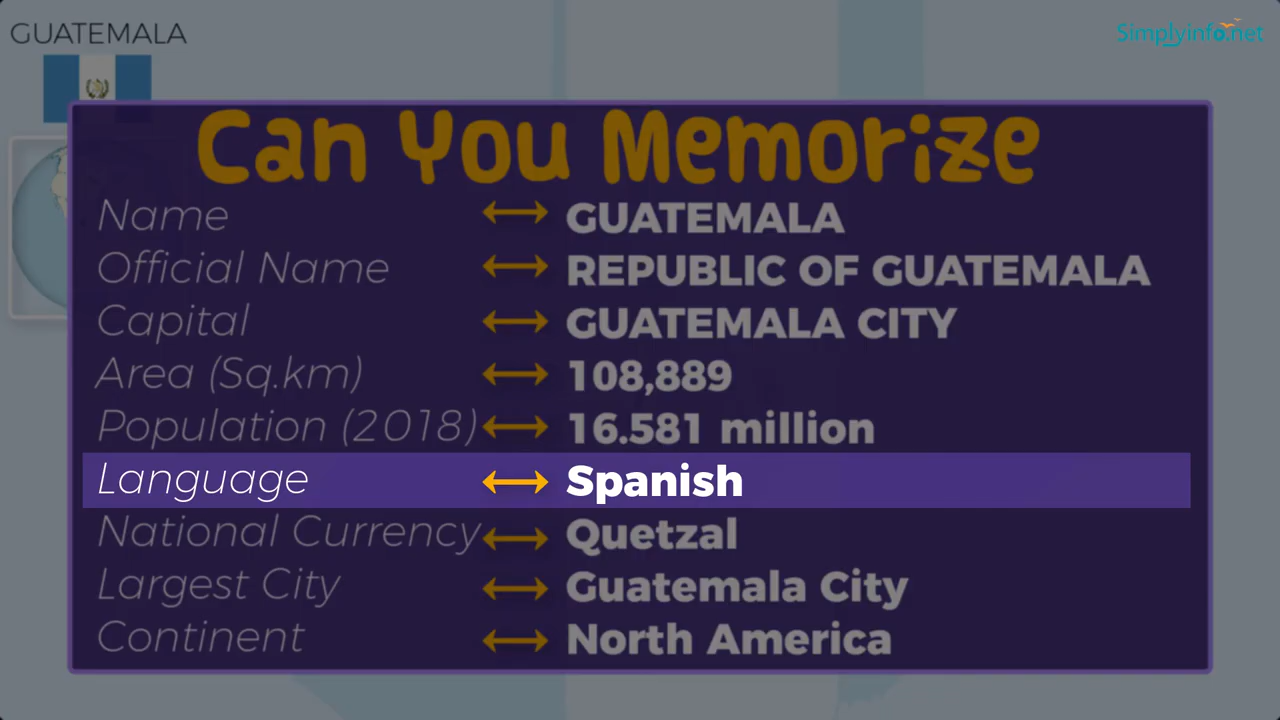 GUATEMALA
Simplyinfo.net
Can You Memorize
Name ↔ GUATEMALA
Official Name ↔ REPUBLIC OF GUATEMALA
Capital ↔ GUATEMALA CITY
Area (Sq.km) ↔ 108,889
Population (2018) ↔ 16.581 million
Language ↔ Spanish
National Currency ↔ Quetzal
Largest City ↔ Guatemala City
Continent ↔ North America